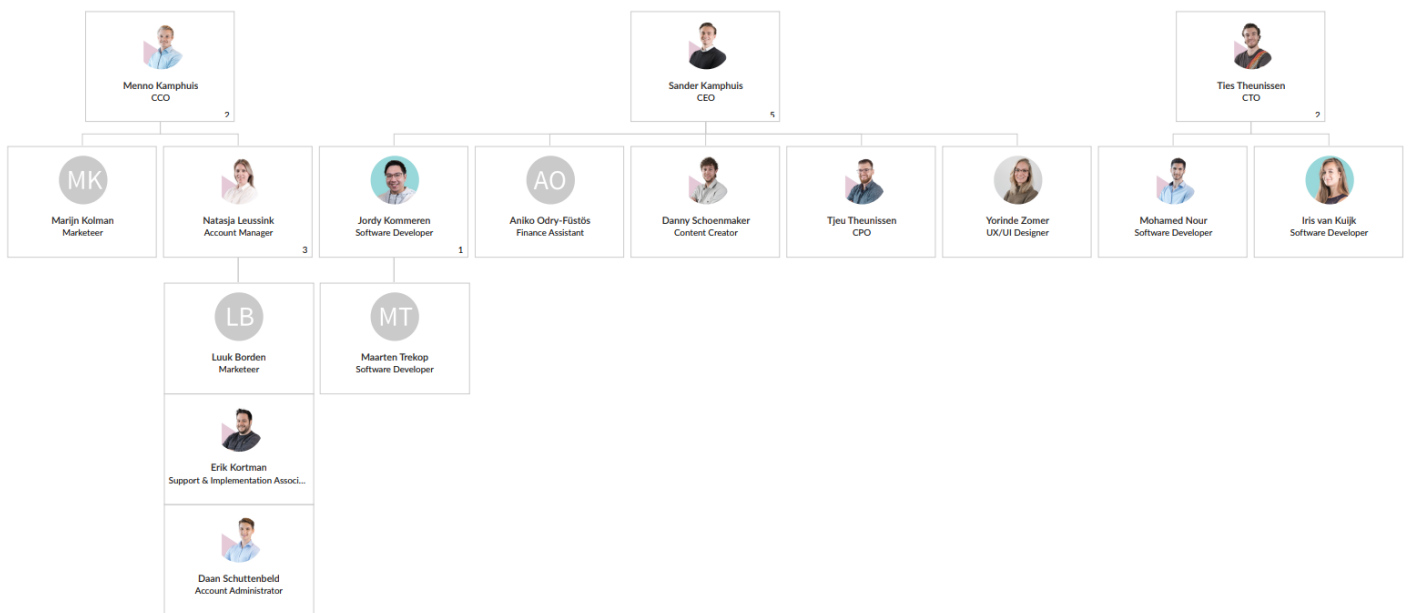 Menno Kamphuis
CCO
2
Sander Kamphuis
CEO
5
Ties Theunissen
CTO
2
MK
Marijn Kolman
Marketeer
Natasja Leussink
Account Manager
3
Jordy Kommeren
Software Developer
1
AO
Aniko Odry-Füstös
Finance Assistant
Danny Schoenmaker
Content Creator
Tjeu Theunissen
CPO
Yorinde Zomer
UX/UI Designer
Mohamed Nour
Software Developer
Iris van Kuijk
Software Developer
LB
Luuk Borden
Marketeer
MT
Maarten Trekop
Software Developer
Erik Kortman
Support & Implementation Associ...
Daan Schuttenbeld
Account Administrator